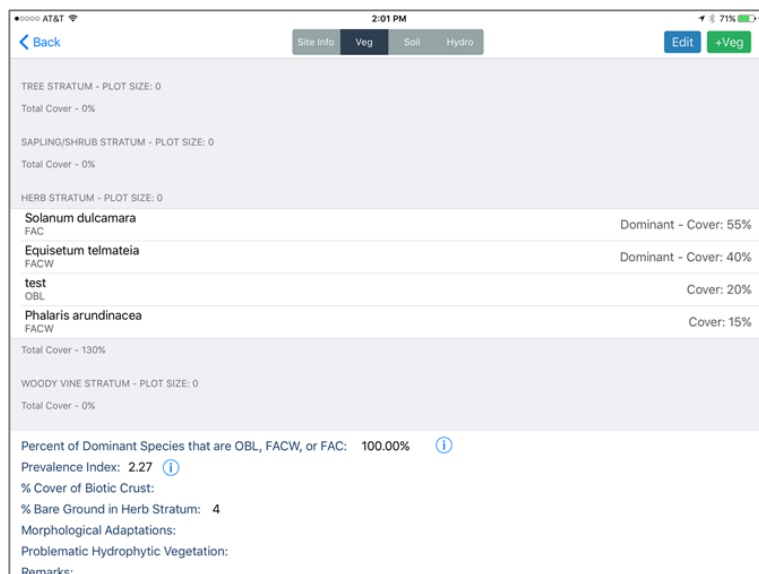 AT&T 2:01 PM 71%
Back Site Info Veg Soil Hydro Edit +Veg
TREE STRATUM - PLOT SIZE: 0
Total Cover - 0%
SAPLING/SHRUB STRATUM - PLOT SIZE: 0
Total Cover - 0%
HERB STRATUM - PLOT SIZE: 0
Solanum dulcamara
FAC
Dominant - Cover: 55%
Equisetum telmateia
FACW
Dominant - Cover: 40%
test
OBL
Cover: 20%
Phalaris arundinacea
FACW
Cover: 15%
Total Cover - 130%
WOODY VINE STRATUM - PLOT SIZE: 0
Total Cover - 0%
Percent of Dominant Species that are OBL, FACW, or FAC: 100.00%
Prevalence Index: 2.27
% Cover of Biotic Crust:
% Bare Ground in Herb Stratum: 4
Morphological Adaptations:
Problematic Hydrophytic Vegetation:
Remarks: